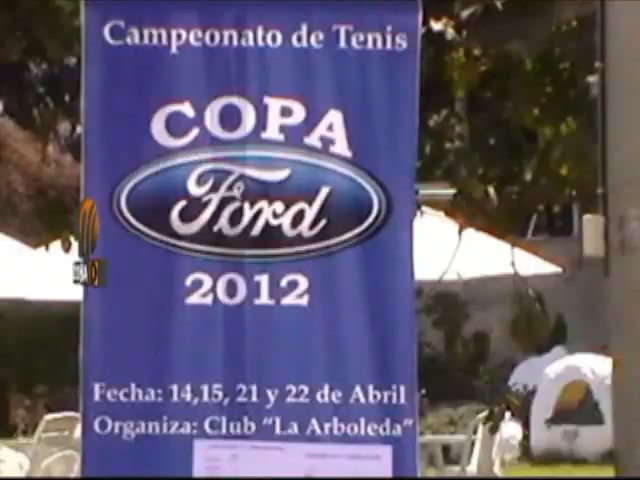 Campeonato de Tenis
COPA
Ford
2012
Fecha: 14,15, 21 y 22 de Abril
Organiza: Club "La Arboleda"